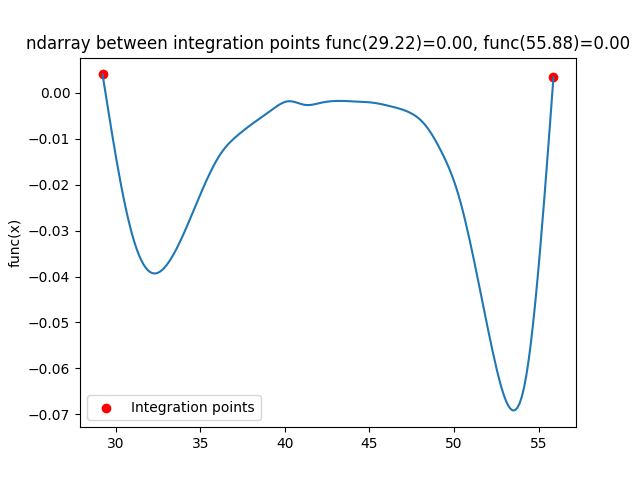 ndarray between integration points func(29.22)=0.00, func(55.88)=0.00
0.00
−0.01
−0.02
−0.03
−0.04
−0.05
−0.06
−0.07
func(x)
Integration points
30 35 40 45 50 55